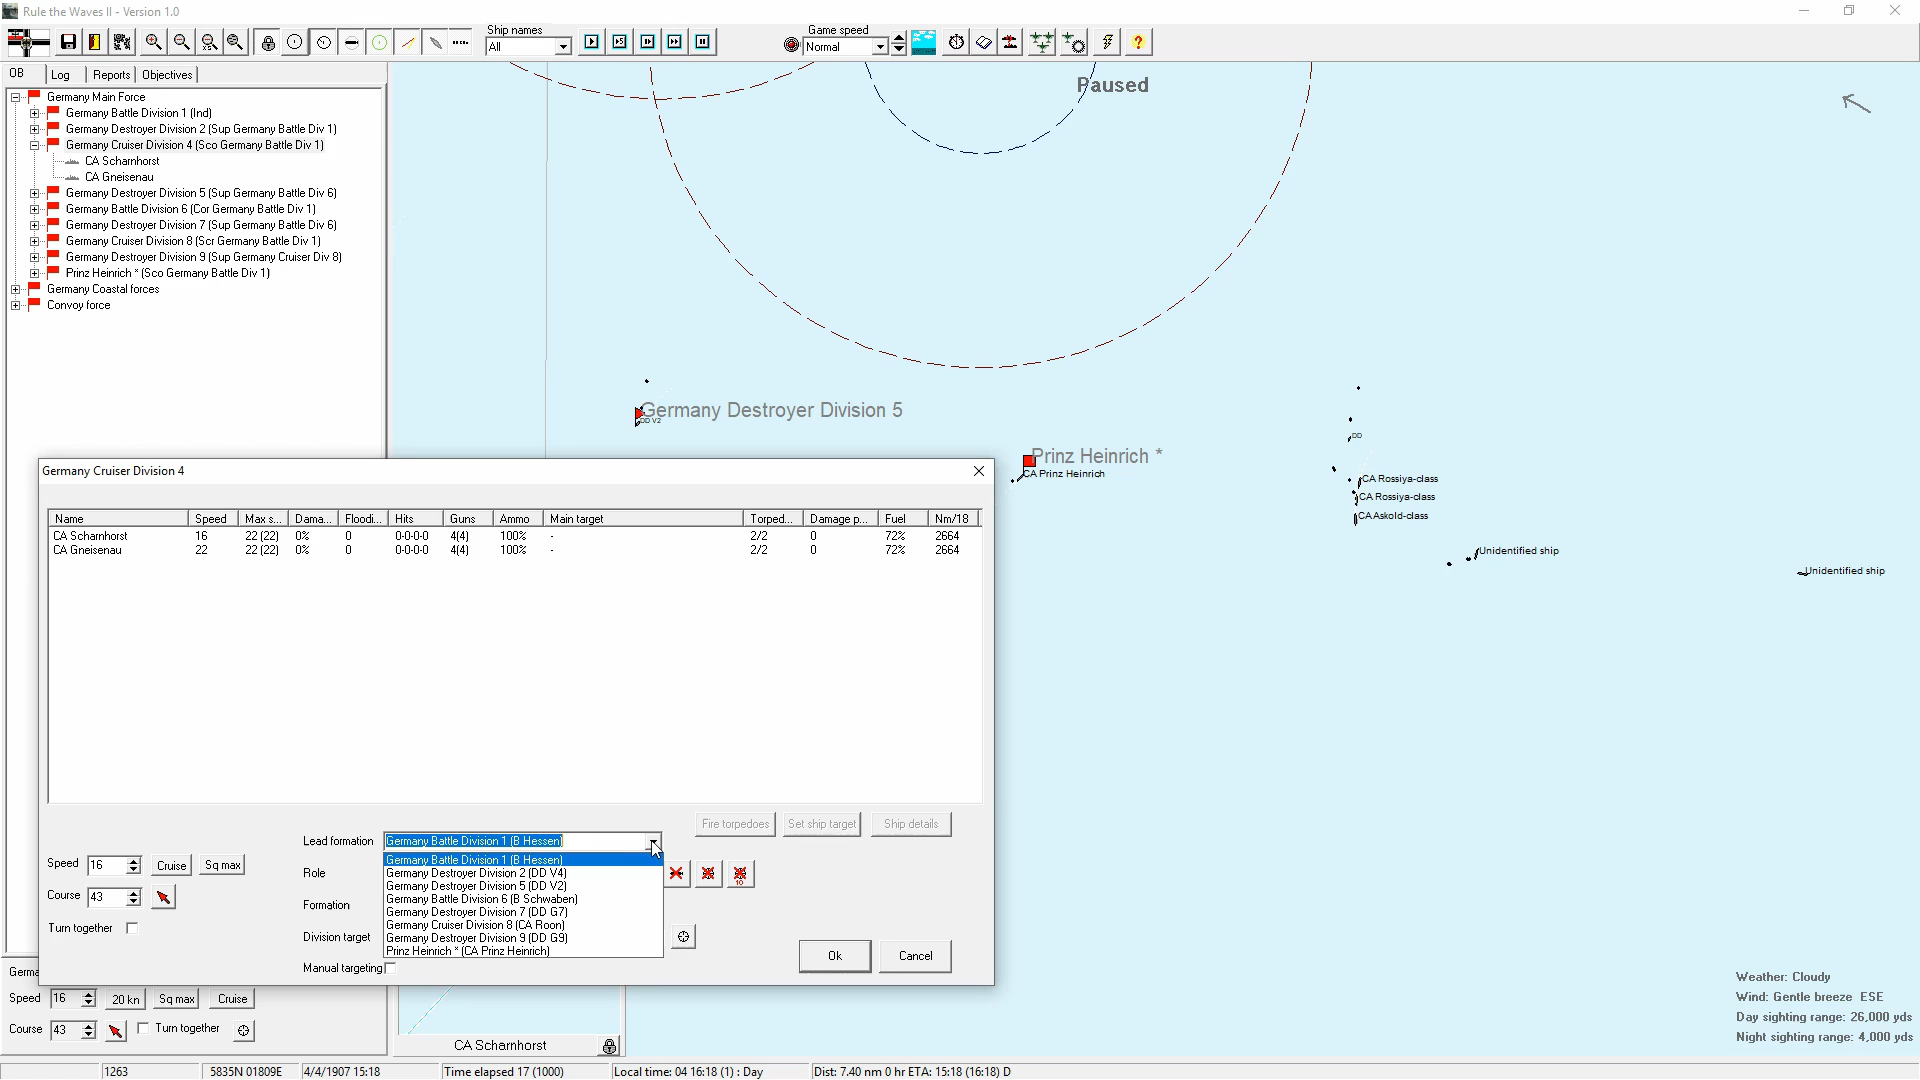 Rule the Waves II - Version 1.0
Ship names
All
Game speed
Normal
OB
Log
Reports
Objectives
Germany Main Force
Germany Battle Division 1 (Ind)
Germany Destroyer Division 2 (Sup Germany Battle Div 1)
Germany Cruiser Division 4 (Sco Germany Battle Div 1)
CA Scharnhorst
CA Gneisenau
Germany Destroyer Division 5 (Sup Germany Battle Div 6)
Germany Battle Division 6 (Cor Germany Battle Div 1)
Germany Destroyer Division 7 (Sup Germany Battle Div 6)
Germany Cruiser Division 8 (Scr Germany Battle Div 1)
Germany Destroyer Division 9 (Sup Germany Cruiser Div 8)
Prinz Heinrich * (Sco Germany Battle Div 1)
Germany Coastal forces
Convoy force
Paused
Germany Destroyer Division 5
DD V2
Prinz Heinrich *
CA Prinz Heinrich
DD
CA Rossiya-class
CA Rossiya-class
CA Askold-class
Unidentified ship
Unidentified ship
Germany Cruiser Division 4
Name Speed Max s... Dama... Floodi... Hits Guns Ammo Main target Torped... Damage p... Fuel Nm/18
CA Scharnhorst 16 22 (22) 0% 0 0-0-0-0 4(4) 100% - 2/2 0 72% 2664
CA Gneisenau 22 22 (22) 0% 0 0-0-0-0 4(4) 100% - 2/2 0 72% 2664
Fire torpedoes
Set ship target
Ship details
Lead formation
Germany Battle Division 1 (B Hessen)
Germany Battle Division 1 (B Hessen)
Germany Destroyer Division 2 (DD V4)
Germany Destroyer Division 5 (DD V2)
Germany Battle Division 6 (B Schwaben)
Germany Destroyer Division 7 (DD G7)
Germany Cruiser Division 8 (CA Roon)
Germany Destroyer Division 9 (DD G9)
Prinz Heinrich * (CA Prinz Heinrich)
Speed 16 Cruise Sq max
Role
10
Course 43
Formation
Turn together
Division target
Manual targeting
Ok
Cancel
Germa
Speed 16 20 kn Sq max Cruise
Course 43 Turn together
CA Scharnhorst
Weather: Cloudy
Wind: Gentle breeze ESE
Day sighting range: 26,000 yds
Night sighting range: 4,000 yds
1263
5835N 01809E
4/4/1907 15:18
Time elapsed 17 (1000)
Local time: 04 16:18 (1) : Day
Dist: 7.40 nm 0 hr ETA: 15:18 (16:18) D